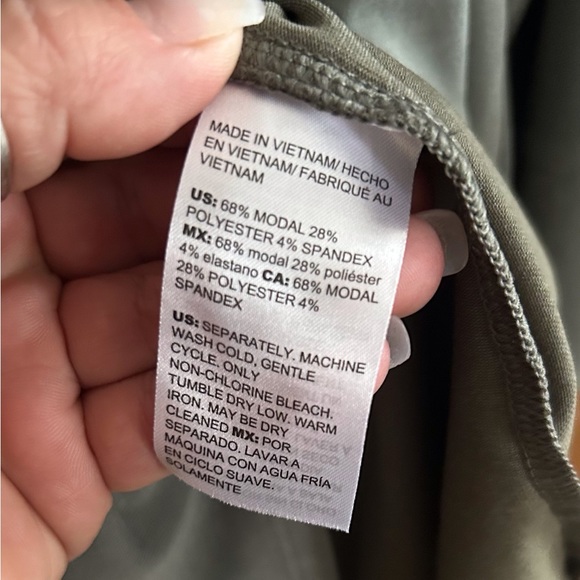 MADE IN VIETNAM/ HECHO
EN VIETNAM/ FABRIQUÉ AU
VIETNAM
US: 68% MODAL 28%
POLYESTER 4% SPANDEX
MX: 68% modal 28% poliéster
4% elastano CA: 68% MODAL
28% POLYESTER 4%
SPANDEX
US: SEPARATELY. MACHINE
WASH COLD, GENTLE
CYCLE. ONLY
NON-CHLORINE BLEACH.
TUMBLE DRY LOW. WARM
IRON. MAY BE DRY
CLEANED MX: POR
SEPARADO. LAVAR A
MÁQUINA CON AGUA FRÍA
EN CICLO SUAVE.
SOLAMENTE